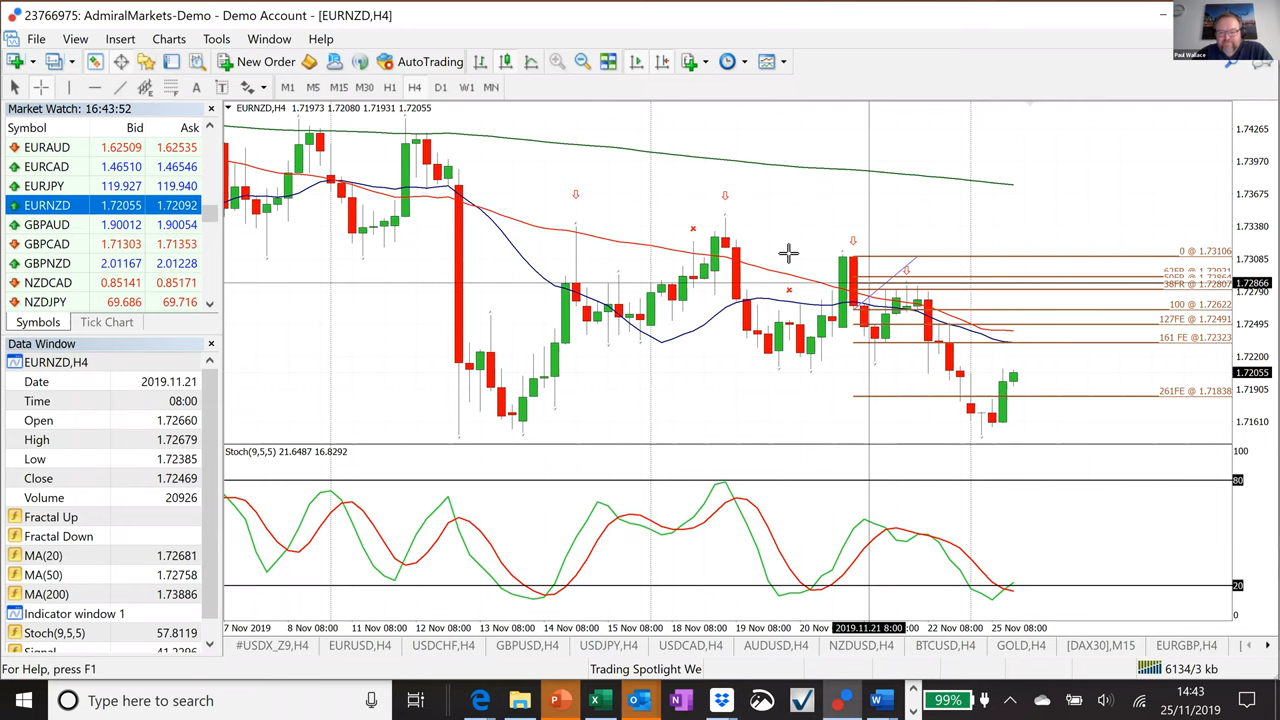 23766975: AdmiralMarkets-Demo - Demo Account - [EURNZD,H4]
Paul Wallace
File View Insert Charts Tools Window Help
New Order AutoTrading
A T M1 M5 M15 M30 H1 H4 D1 W1 MN
Market Watch: 16:43:52
Symbol Bid Ask
EURAUD 1.62509 1.62535
EURCAD 1.46510 1.46546
EURJPY 119.927 119.940
EURNZD 1.72055 1.72092
GBPAUD 1.90012 1.90054
GBPCAD 1.71303 1.71353
GBPNZD 2.01167 2.01228
NZDCAD 0.85141 0.85171
NZDJPY 69.686 69.716
Symbols Tick Chart
Data Window
EURNZD,H4
Date 2019.11.21
Time 08:00
Open 1.72660
High 1.72679
Low 1.72385
Close 1.72469
Volume 20926
Fractal Up
Fractal Down
MA(20) 1.72681
MA(50) 1.72758
MA(200) 1.73886
Indicator window 1
Stoch(9,5,5) 57.8119
EURNZD,H4 1.71973 1.72080 1.71931 1.72055
0 @ 1.73106
38FR @ 1.72807
100 @ 1.72622
127FE @ 1.72491
161 FE @1.72323
261FE @ 1.71838
1.74265
1.73970
1.73675
1.73380
1.73085
1.72866
1.72790
1.72495
1.72200
1.72055
1.71905
1.71610
Stoch(9,5,5) 21.6487 16.8292
100
80
20
0
7 Nov 2019 8 Nov 08:00 11 Nov 08:00 12 Nov 08:00 13 Nov 08:00 14 Nov 08:00 15 Nov 08:00 18 Nov 08:00 19 Nov 08:00 20 Nov 2019.11.21 8:00 :00 22 Nov 08:00 25 Nov 08:00
#USDX_Z9,H4 EURUSD,H4 USDCHF,H4 GBPUSD,H4 USDJPY,H4 USDCAD,H4 AUDUSD,H4 NZDUSD,H4 BTCUSD,H4 GOLD,H4 [DAX30],M15 EURGBP,H4
For Help, press F1
Trading Spotlight We
6134/3 kb
Type here to search
99%
14:43
25/11/2019